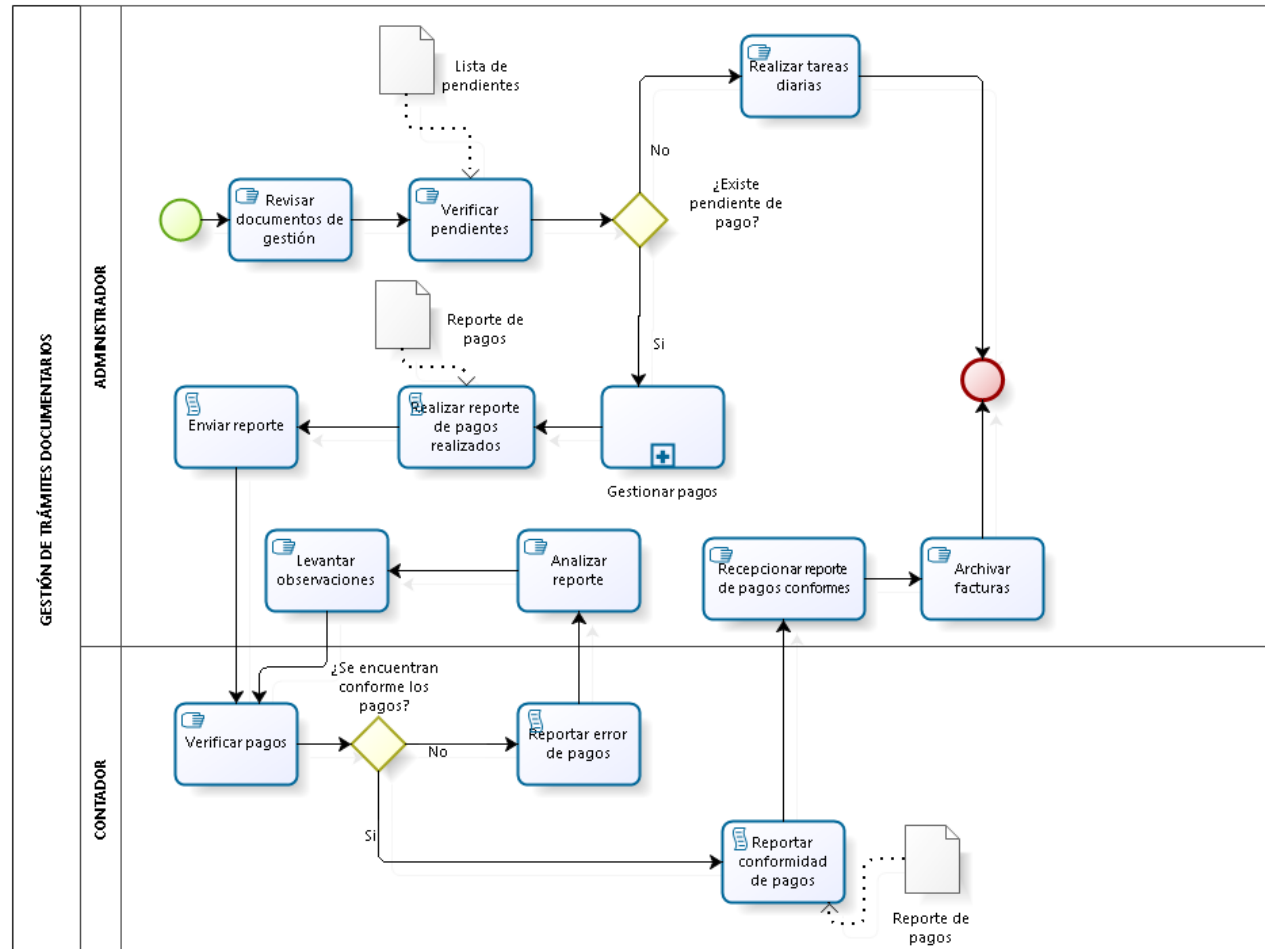 GESTIÓN DE TRÁMITES DOCUMENTARIOS
ADMINISTRADOR
Lista de
pendientes
Realizar tareas
diarias
No
Revisar
documentos de
gestión
Verificar
pendientes
¿Existe
pendiente de
pago?
Si
Reporte de
pagos
Enviar reporte
Realizar reporte
de pagos
realizados
Gestionar pagos
Levantar
observaciones
Analizar
reporte
Recepcionar reporte
de pagos conformes
Archivar
facturas
CONTADOR
¿Se encuentran
conforme los
pagos?
Verificar pagos
No
Reportar error
de pagos
Si
Reportar
conformidad
de pagos
Reporte de
pagos